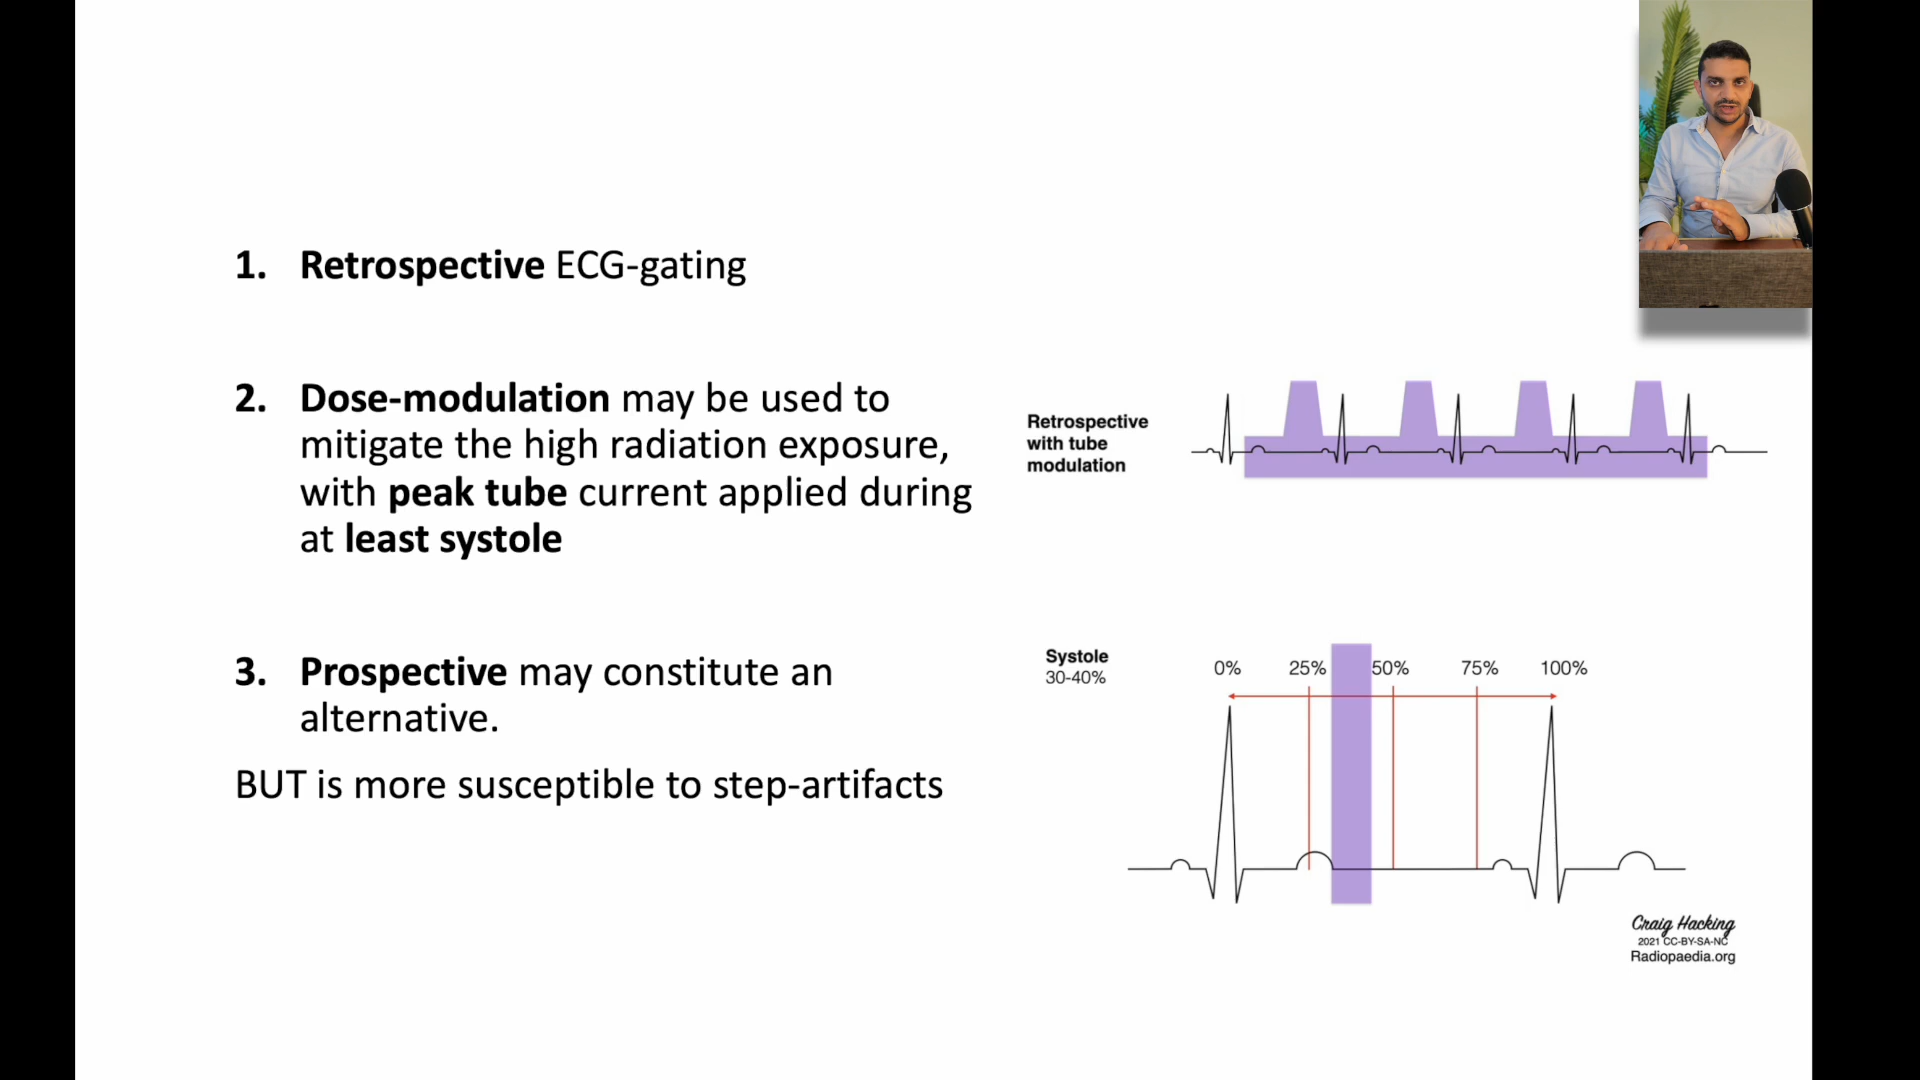 1. Retrospective ECG-gating
2. Dose-modulation may be used to
mitigate the high radiation exposure,
with peak tube current applied during
at least systole
3. Prospective may constitute an
alternative.
BUT is more susceptible to step-artifacts
Retrospective
with tube
modulation
Systole
30-40%
0% 25% 50% 75% 100%
Craig Hacking
2021 CC-BY-SA-NC
Radiopaedia.org